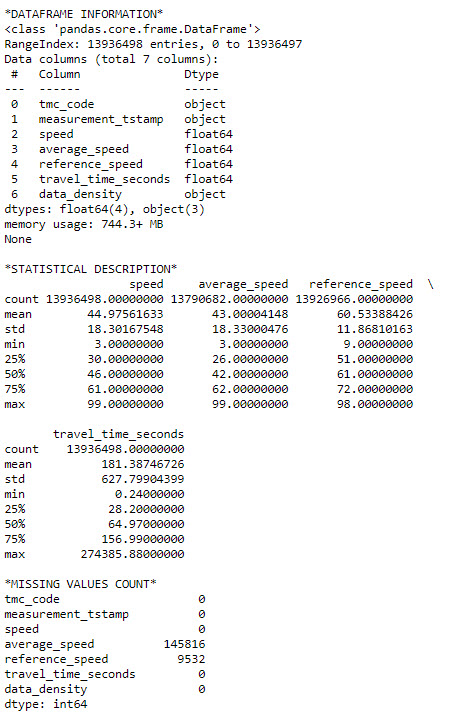 *DATAFRAME INFORMATION*
<class 'pandas.core.frame.DataFrame'>
RangeIndex: 13936498 entries, 0 to 13936497
Data columns (total 7 columns):
 #   Column               Dtype
---  ------               -----
 0   tmc_code             object
 1   measurement_tstamp   object
 2   speed                float64
 3   average_speed        float64
 4   reference_speed      float64
 5   travel_time_seconds  float64
 6   data_density         object
dtypes: float64(4), object(3)
memory usage: 744.3+ MB
None

*STATISTICAL DESCRIPTION*
                  speed     average_speed   reference_speed  \
count 13936498.00000000 13790682.00000000 13926966.00000000
mean        44.97561633       43.00004148       60.53388426
std         18.30167548       18.33000476       11.86810163
min          3.00000000        3.00000000        9.00000000
25%         30.00000000       26.00000000       51.00000000
50%         46.00000000       42.00000000       61.00000000
75%         61.00000000       62.00000000       72.00000000
max         99.00000000       99.00000000       98.00000000

       travel_time_seconds
count    13936498.00000000
mean          181.38746726
std           627.79904399
min             0.24000000
25%            28.20000000
50%            64.97000000
75%           156.99000000
max        274385.88000000

*MISSING VALUES COUNT*
tmc_code                    0
measurement_tstamp          0
speed                       0
average_speed          145816
reference_speed          9532
travel_time_seconds         0
data_density                0
dtype: int64